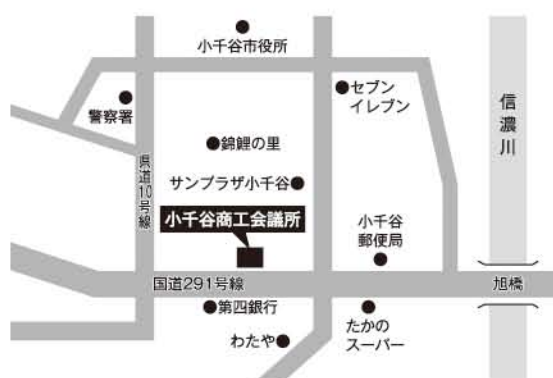 小千谷市役所
セブン
イレブン
警察署
信濃川
錦鯉の里
県道10号線
サンプラザ小千谷
小千谷商工会議所
小千谷
郵便局
国道291号線
旭橋
第四銀行
たかの
スーパー
わたや